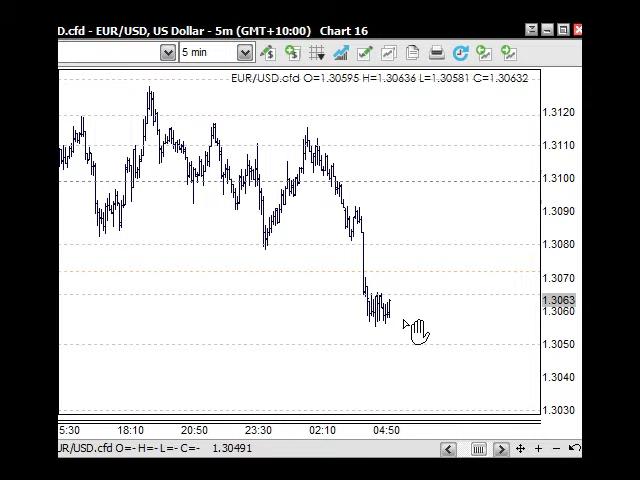 D.cfd - EUR/USD, US Dollar - 5m (GMT+10:00) Chart 16
5 min
EUR/USD.cfd O=1.30595 H=1.30636 L=1.30581 C=1.30632
1.3120
1.3110
1.3100
1.3090
1.3080
1.3070
1.3063
1.3060
1.3050
1.3040
1.3030
5:30 18:10 20:50 23:30 02:10 04:50
UR/USD.cfd O=- H=- L=- C=- 1.30491